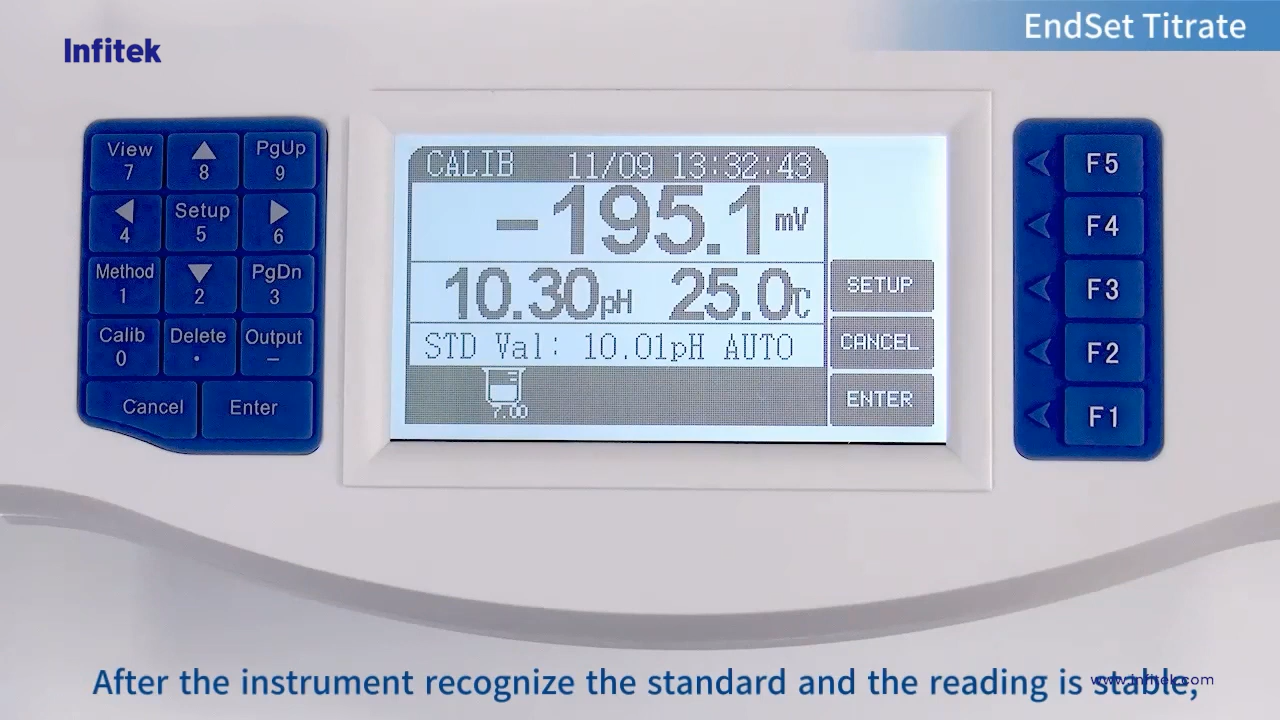 EndSet Titrate
Infitek
View 7
▲ 8
PgUp 9
◀ 4
Setup 5
▶ 6
Method 1
▼ 2
PgDn 3
Calib 0
Delete .
Output –
Cancel
Enter
CALIB 11/09 13:32:43
-195.1 mV
10.30pH 25.0℃
STD Val: 10.01pH AUTO
7.00
SETUP
CANCEL
ENTER
F5
F4
F3
F2
F1
After the instrument recognize the standard and the reading is stable,
www.infitek.com